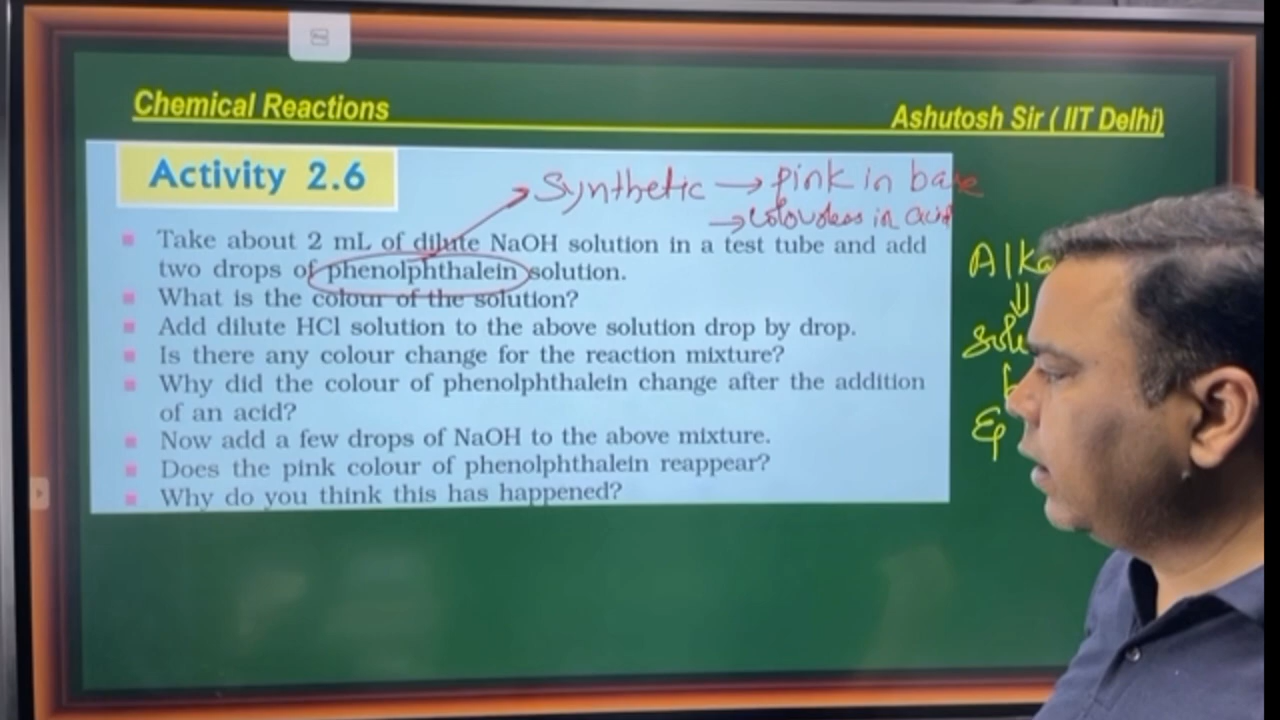 Chemical Reactions
Ashutosh Sir ( IIT Delhi)
Activity 2.6
Synthetic → pink in base
→ colourless in acid
Take about 2 mL of dilute NaOH solution in a test tube and add
two drops of phenolphthalein solution.
What is the colour of the solution?
Add dilute HCl solution to the above solution drop by drop.
Is there any colour change for the reaction mixture?
Why did the colour of phenolphthalein change after the addition
of an acid?
Now add a few drops of NaOH to the above mixture.
Does the pink colour of phenolphthalein reappear?
Why do you think this has happened?
Alka